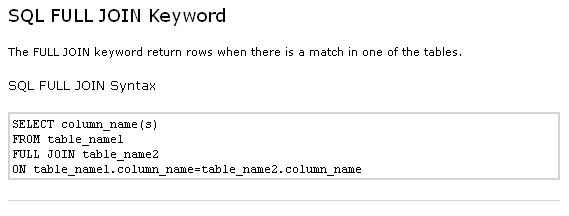 SQL FULL JOIN Keyword
The FULL JOIN keyword return rows when there is a match in one of the tables.
SQL FULL JOIN Syntax
SELECT column_name(s)
FROM table_name1
FULL JOIN table_name2
ON table_name1.column_name=table_name2.column_name